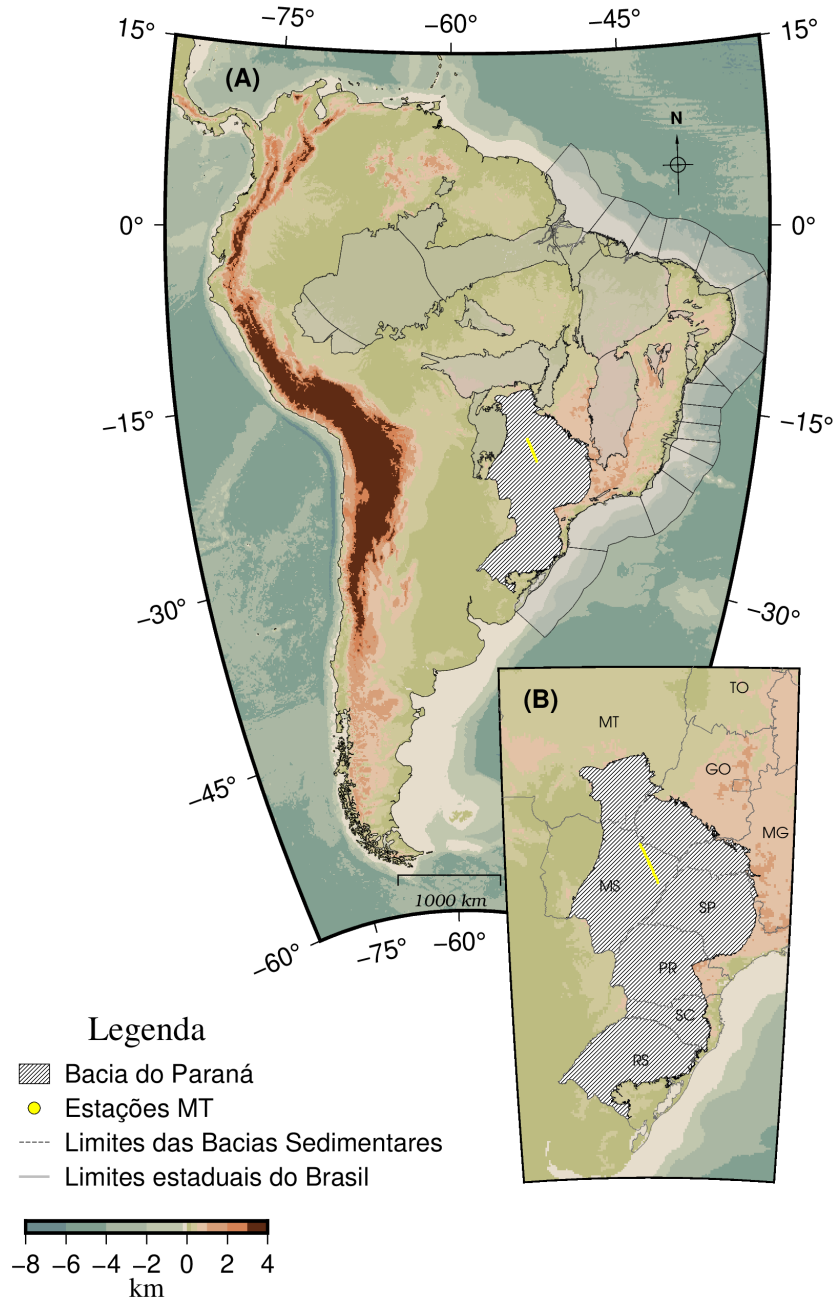 −75° −60° −45°
15° 15°
(A)
N
0° 0°
−15° −15°
−30° −30°
−45°
1000 km
−60° −75° −60°
(B)
TO
MT
GO
MG
MS
SP
PR
SC
RS
Legenda
Bacia do Paraná
Estações MT
Limites das Bacias Sedimentares
Limites estaduais do Brasil
−8 −6 −4 −2 0 2 4
km